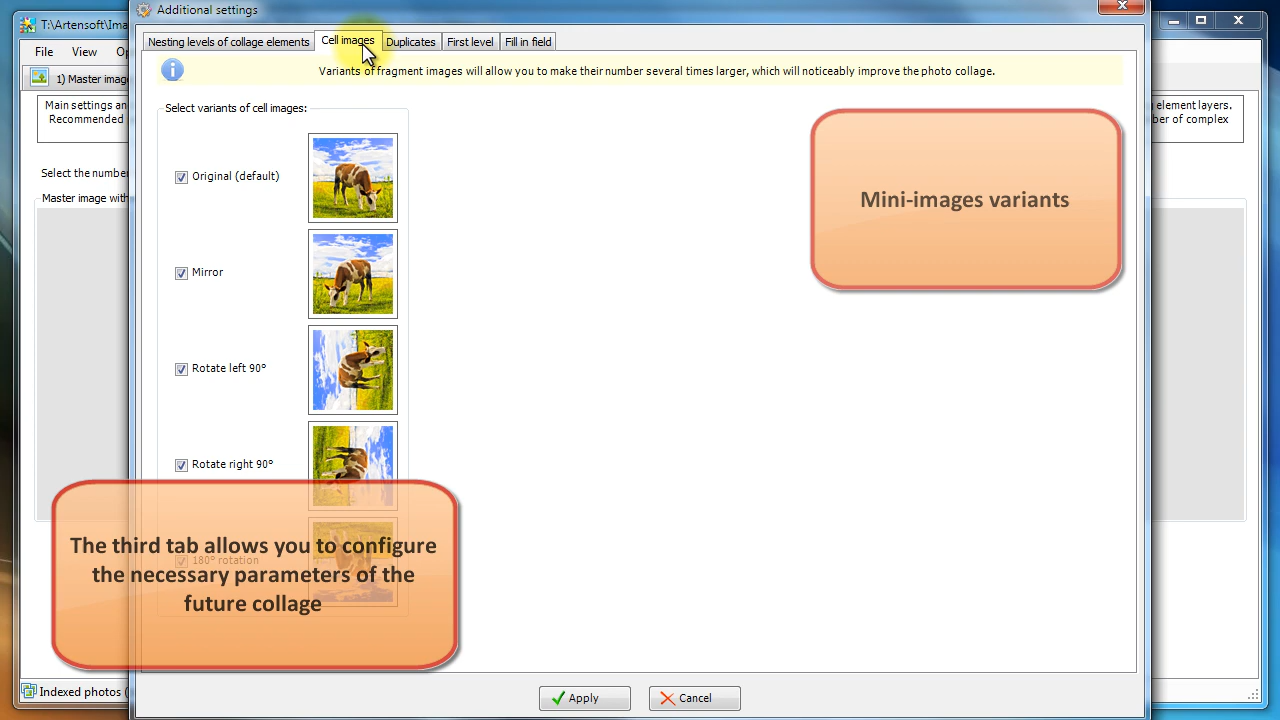 Additional settings
T:\Artensoft\Ima
File View Op
Nesting levels of collage elements Cell images Duplicates First level Fill in field
1) Master image
Variants of fragment images will allow you to make their number several times larger, which will noticeably improve the photo collage.
Main settings an
Recommended
element layers.
ber of complex
Select variants of cell images:
Select the number
Master image with
Original (default)
Mirror
Rotate left 90°
Rotate right 90°
180° rotation
Mini-images variants
The third tab allows you to configure
the necessary parameters of the
future collage
Indexed photos (
Apply Cancel